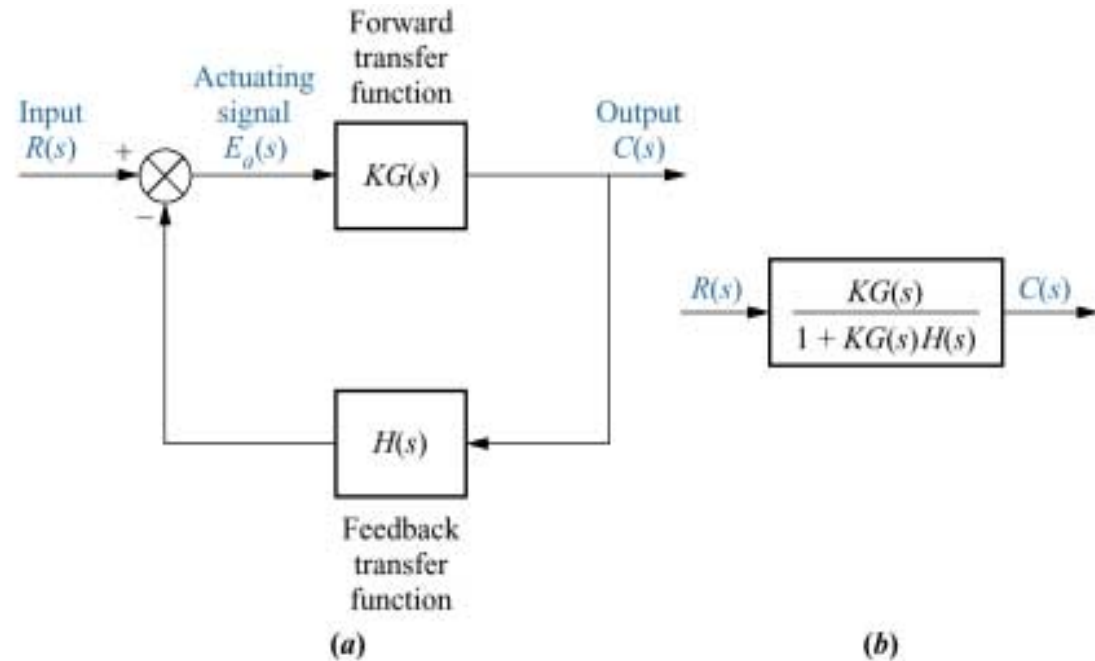 Forward
transfer
function
Actuating
signal
E_a(s)
Input
R(s)
+
−
KG(s)
Output
C(s)
H(s)
Feedback
transfer
function
(a)
R(s)
KG(s)
1 + KG(s)H(s)
C(s)
(b)